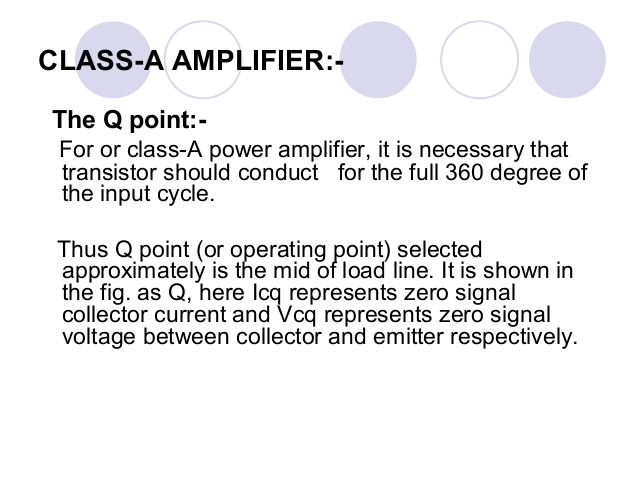 CLASS-A AMPLIFIER:-
The Q point:-
For or class-A power amplifier, it is necessary that
transistor should conduct for the full 360 degree of
the input cycle.
Thus Q point (or operating point) selected
approximately is the mid of load line. It is shown in
the fig. as Q, here Icq represents zero signal
collector current and Vcq represents zero signal
voltage between collector and emitter respectively.